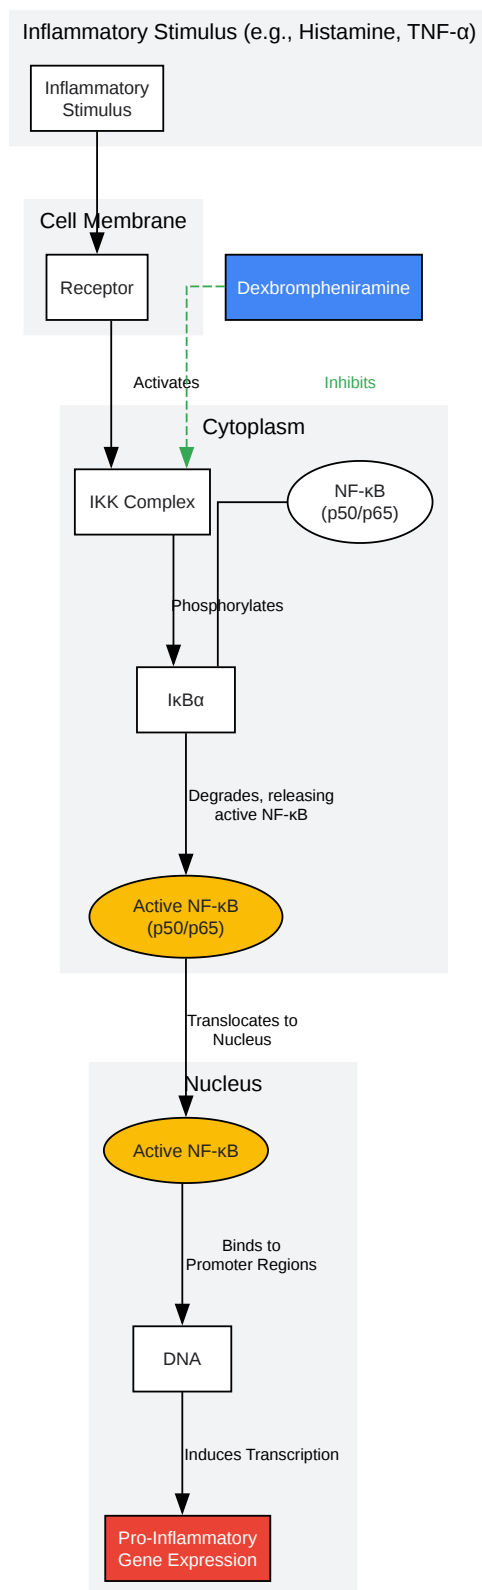 Inflammatory Stimulus (e.g., Histamine, TNF-α)
Inflammatory
Stimulus
Cell Membrane
Receptor
Dexbrompheniramine
Activates
Inhibits
Cytoplasm
IKK Complex
NF-κB
(p50/p65)
Phosphorylates
IκBα
Degrades, releasing
active NF-κB
Active NF-κB
(p50/p65)
Translocates to
Nucleus
Nucleus
Active NF-κB
Binds to
Promoter Regions
DNA
Induces Transcription
Pro-Inflammatory
Gene Expression